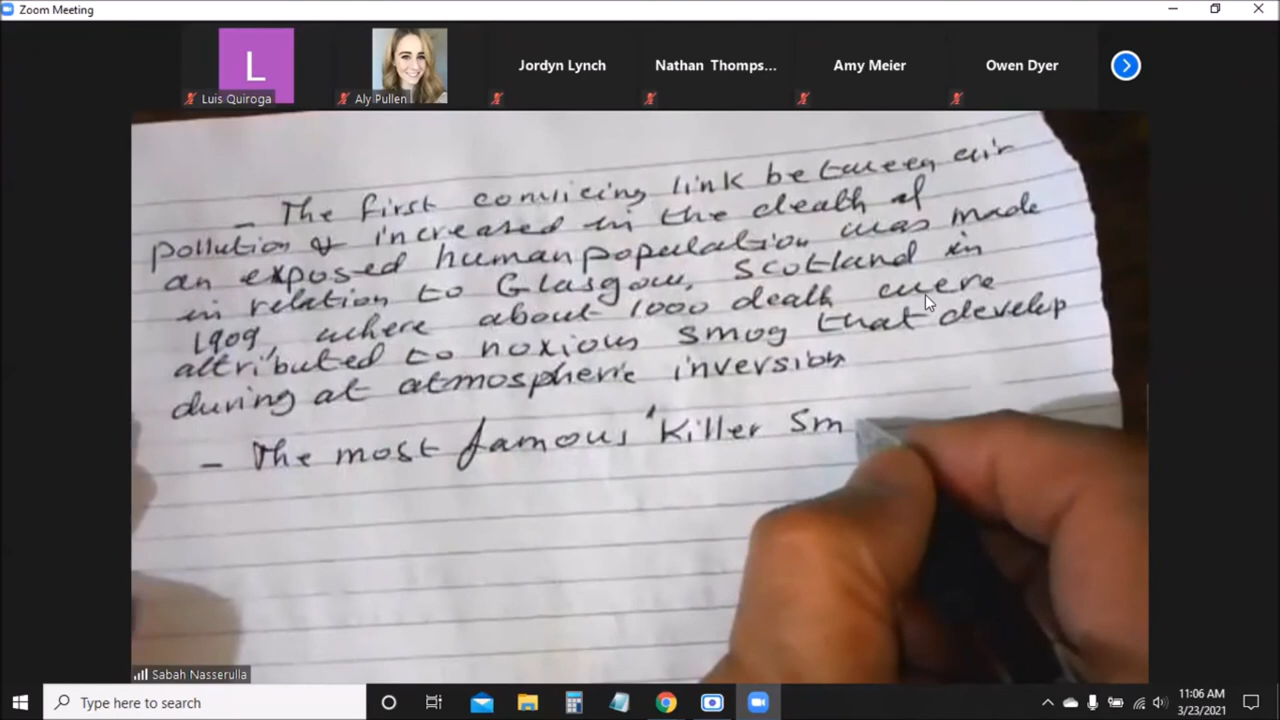 Zoom Meeting
L
Luis Quiroga
Aly Pullen
Jordyn Lynch
Nathan Thomps...
Amy Meier
Owen Dyer
- The first convicing link between air
pollution & increased in the death of
an exposed human population was made
in relation to Glasgow, Scotland in
1909, where about 1000 death were
attributed to noxious smog that develop
during at atmospheric inversion
- The most famous 'Killer Sm
Sabah Nasserulla
Type here to search
11:06 AM
3/23/2021